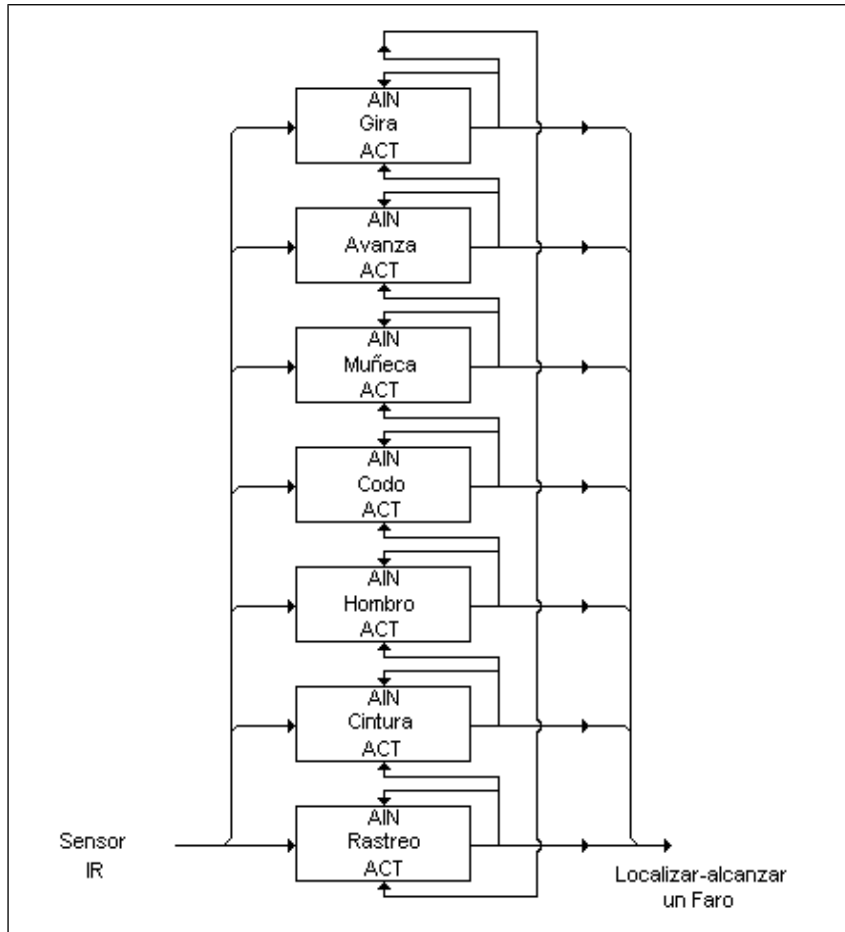 AIN
Gira
ACT
AIN
Avanza
ACT
AIN
Muñeca
ACT
AIN
Codo
ACT
AIN
Hombro
ACT
AIN
Cintura
ACT
AIN
Rastreo
ACT
Sensor
IR
Localizar-alcanzar
un Faro